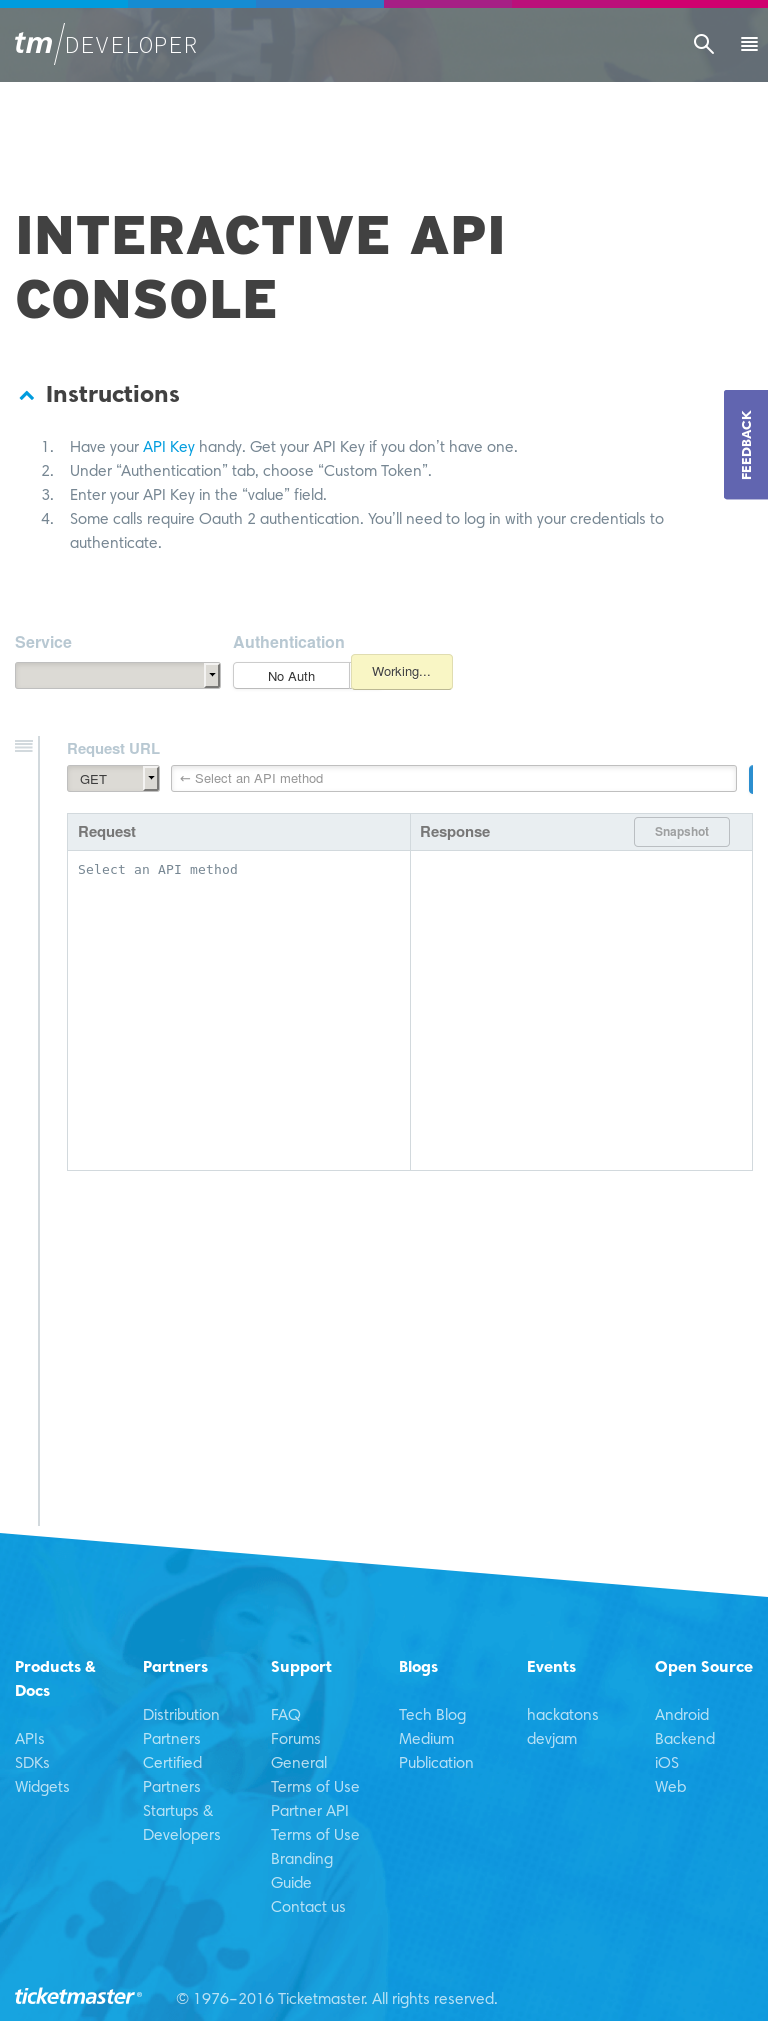 tm/DEVELOPER
INTERACTIVE API
CONSOLE
Instructions
FEEDBACK
1. Have your API Key handy. Get your API Key if you don’t have one.
2. Under “Authentication” tab, choose “Custom Token”.
3. Enter your API Key in the “value” field.
4. Some calls require Oauth 2 authentication. You’ll need to log in with your credentials to
authenticate.
Service
Authentication
No Auth
Working...
Request URL
GET
← Select an API method
Request
Response
Snapshot
Select an API method
Products &
Docs
APIs
SDKs
Widgets
Partners
Distribution
Partners
Certified
Partners
Startups &
Developers
Support
FAQ
Forums
General
Terms of Use
Partner API
Terms of Use
Branding
Guide
Contact us
Blogs
Tech Blog
Medium
Publication
Events
hackatons
devjam
Open Source
Android
Backend
iOS
Web
ticketmaster®
© 1976–2016 Ticketmaster. All rights reserved.